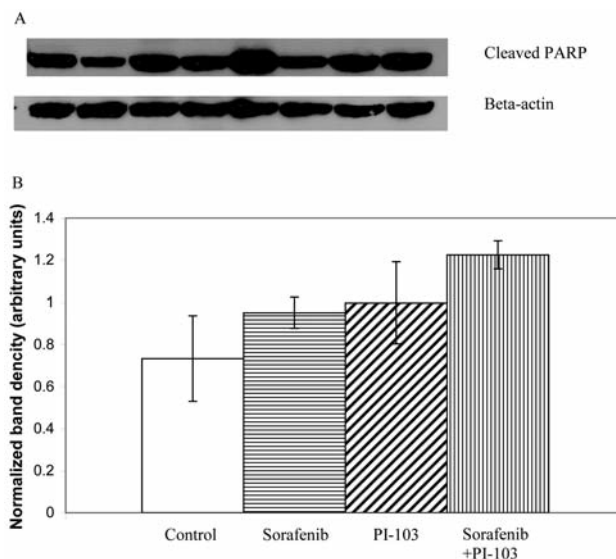 A
Cleaved PARP
Beta-actin
B
Normalized band dencity (arbitrary units)
1.4
1.2
1
0.8
0.6
0.4
0.2
0
Control
Sorafenib
PI-103
Sorafenib
+PI-103